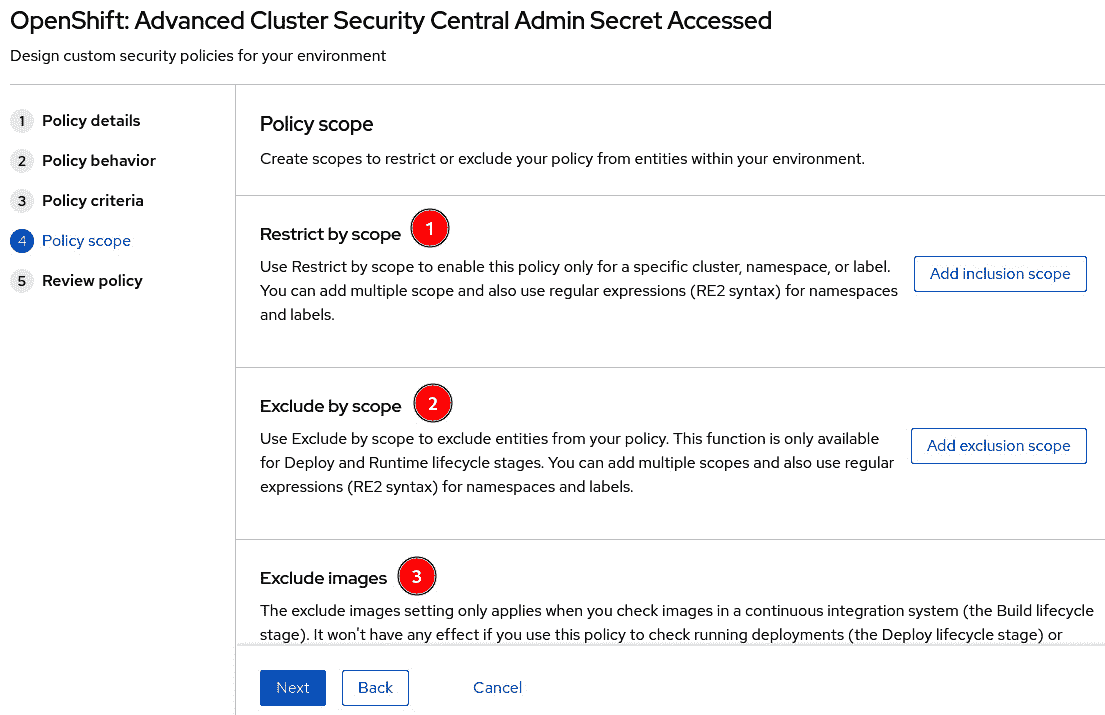 OpenShift: Advanced Cluster Security Central Admin Secret Accessed
Design custom security policies for your environment
1 Policy details
2 Policy behavior
3 Policy criteria
4 Policy scope
5 Review policy
Policy scope
Create scopes to restrict or exclude your policy from entities within your environment.
Restrict by scope 1
Use Restrict by scope to enable this policy only for a specific cluster, namespace, or label.
You can add multiple scope and also use regular expressions (RE2 syntax) for namespaces
and labels.
Add inclusion scope
Exclude by scope 2
Use Exclude by scope to exclude entities from your policy. This function is only available
for Deploy and Runtime lifecycle stages. You can add multiple scopes and also use regular
expressions (RE2 syntax) for namespaces and labels.
Add exclusion scope
Exclude images 3
The exclude images setting only applies when you check images in a continuous integration system (the Build lifecycle
stage). It won't have any effect if you use this policy to check running deployments (the Deploy lifecycle stage) or
Next Back Cancel